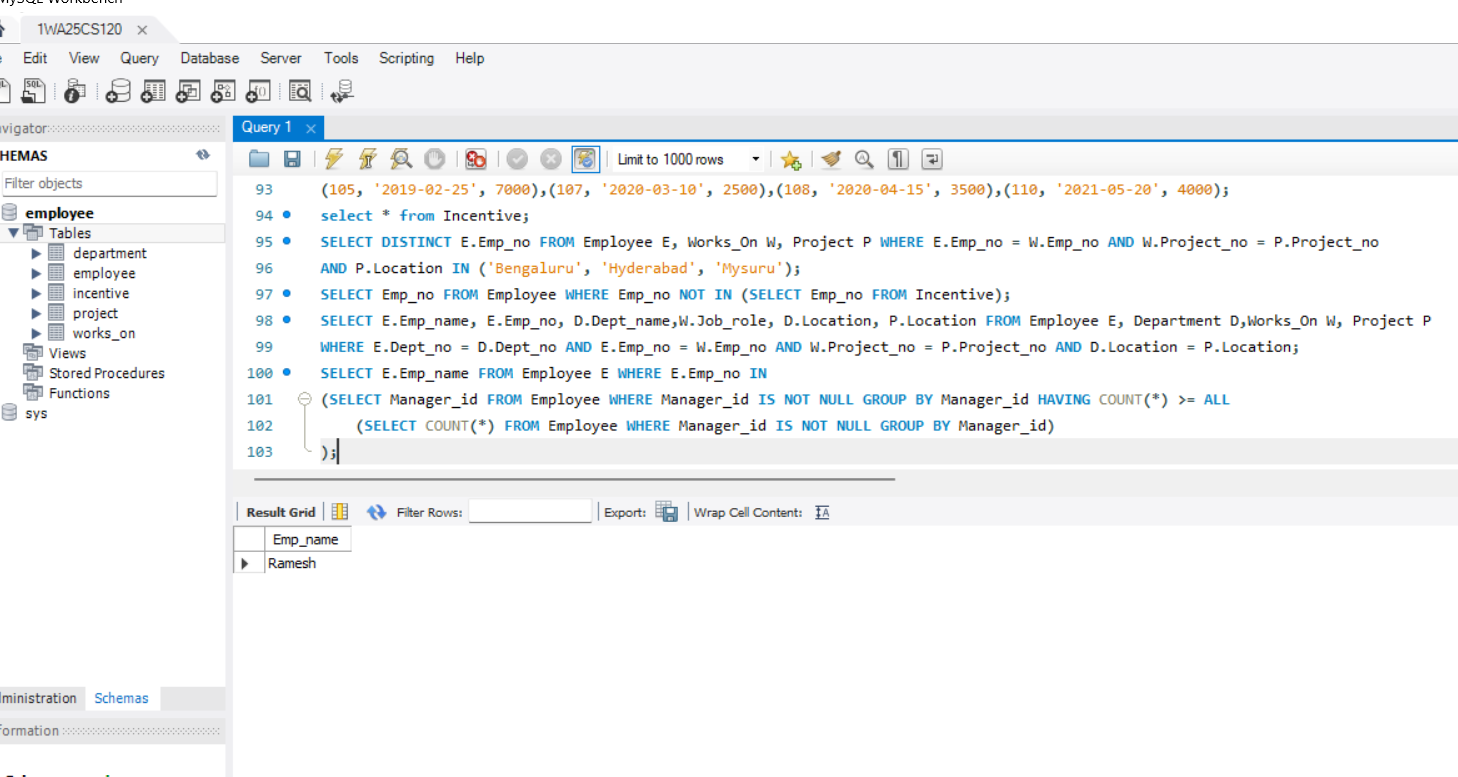 MySQL Workbench
1WA25CS120
Edit View Query Database Server Tools Scripting Help
Query 1
Limit to 1000 rows
Filter objects
employee
Tables
department
employee
incentive
project
works_on
Views
Stored Procedures
Functions
sys
Schemas
93 (105, '2019-02-25', 7000),(107, '2020-03-10', 2500),(108, '2020-04-15', 3500),(110, '2021-05-20', 4000);
94 select * from Incentive;
95 SELECT DISTINCT E.Emp_no FROM Employee E, Works_On W, Project P WHERE E.Emp_no = W.Emp_no AND W.Project_no = P.Project_no
96 AND P.Location IN ('Bengaluru', 'Hyderabad', 'Mysuru');
97 SELECT Emp_no FROM Employee WHERE Emp_no NOT IN (SELECT Emp_no FROM Incentive);
98 SELECT E.Emp_name, E.Emp_no, D.Dept_name,W.Job_role, D.Location, P.Location FROM Employee E, Department D,Works_On W, Project P
99 WHERE E.Dept_no = D.Dept_no AND E.Emp_no = W.Emp_no AND W.Project_no = P.Project_no AND D.Location = P.Location;
100 SELECT E.Emp_name FROM Employee E WHERE E.Emp_no IN
101 (SELECT Manager_id FROM Employee WHERE Manager_id IS NOT NULL GROUP BY Manager_id HAVING COUNT(*) >= ALL
102 (SELECT COUNT(*) FROM Employee WHERE Manager_id IS NOT NULL GROUP BY Manager_id)
103 );
Result Grid Filter Rows: Export: Wrap Cell Content:
Emp_name
Ramesh